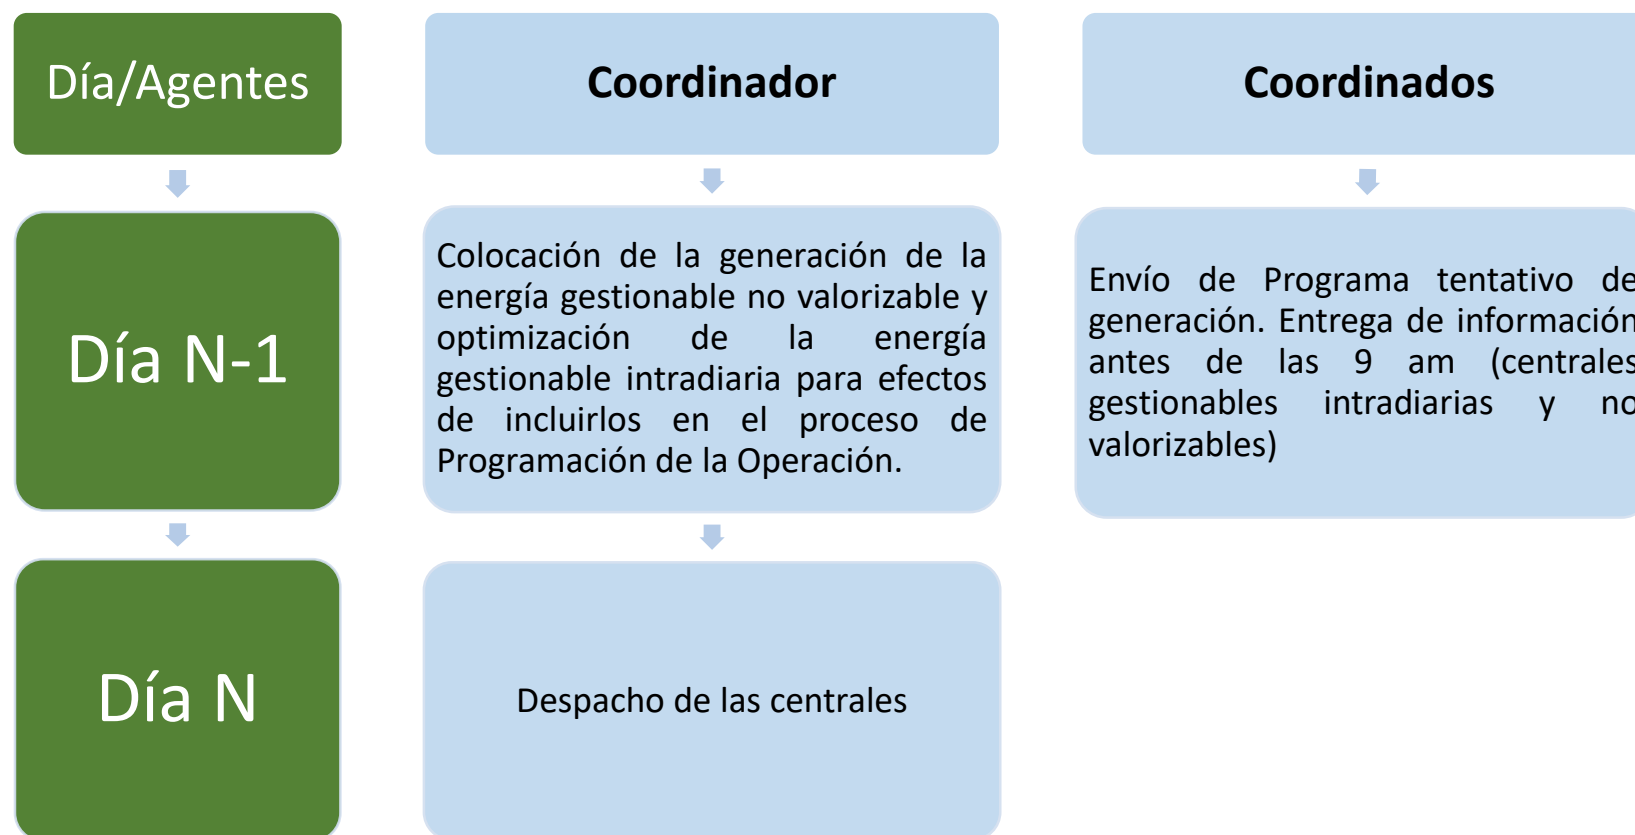 Día/Agentes
Coordinador
Coordinados
Día N-1
Colocación de la generación de la
energía gestionable no valorizable y
optimización de la energía
gestionable intradiaria para efectos
de incluirlos en el proceso de
Programación de la Operación.
Envío de Programa tentativo de
generación. Entrega de información
antes de las 9 am (centrales
gestionables intradiarias y no
valorizables)
Día N
Despacho de las centrales